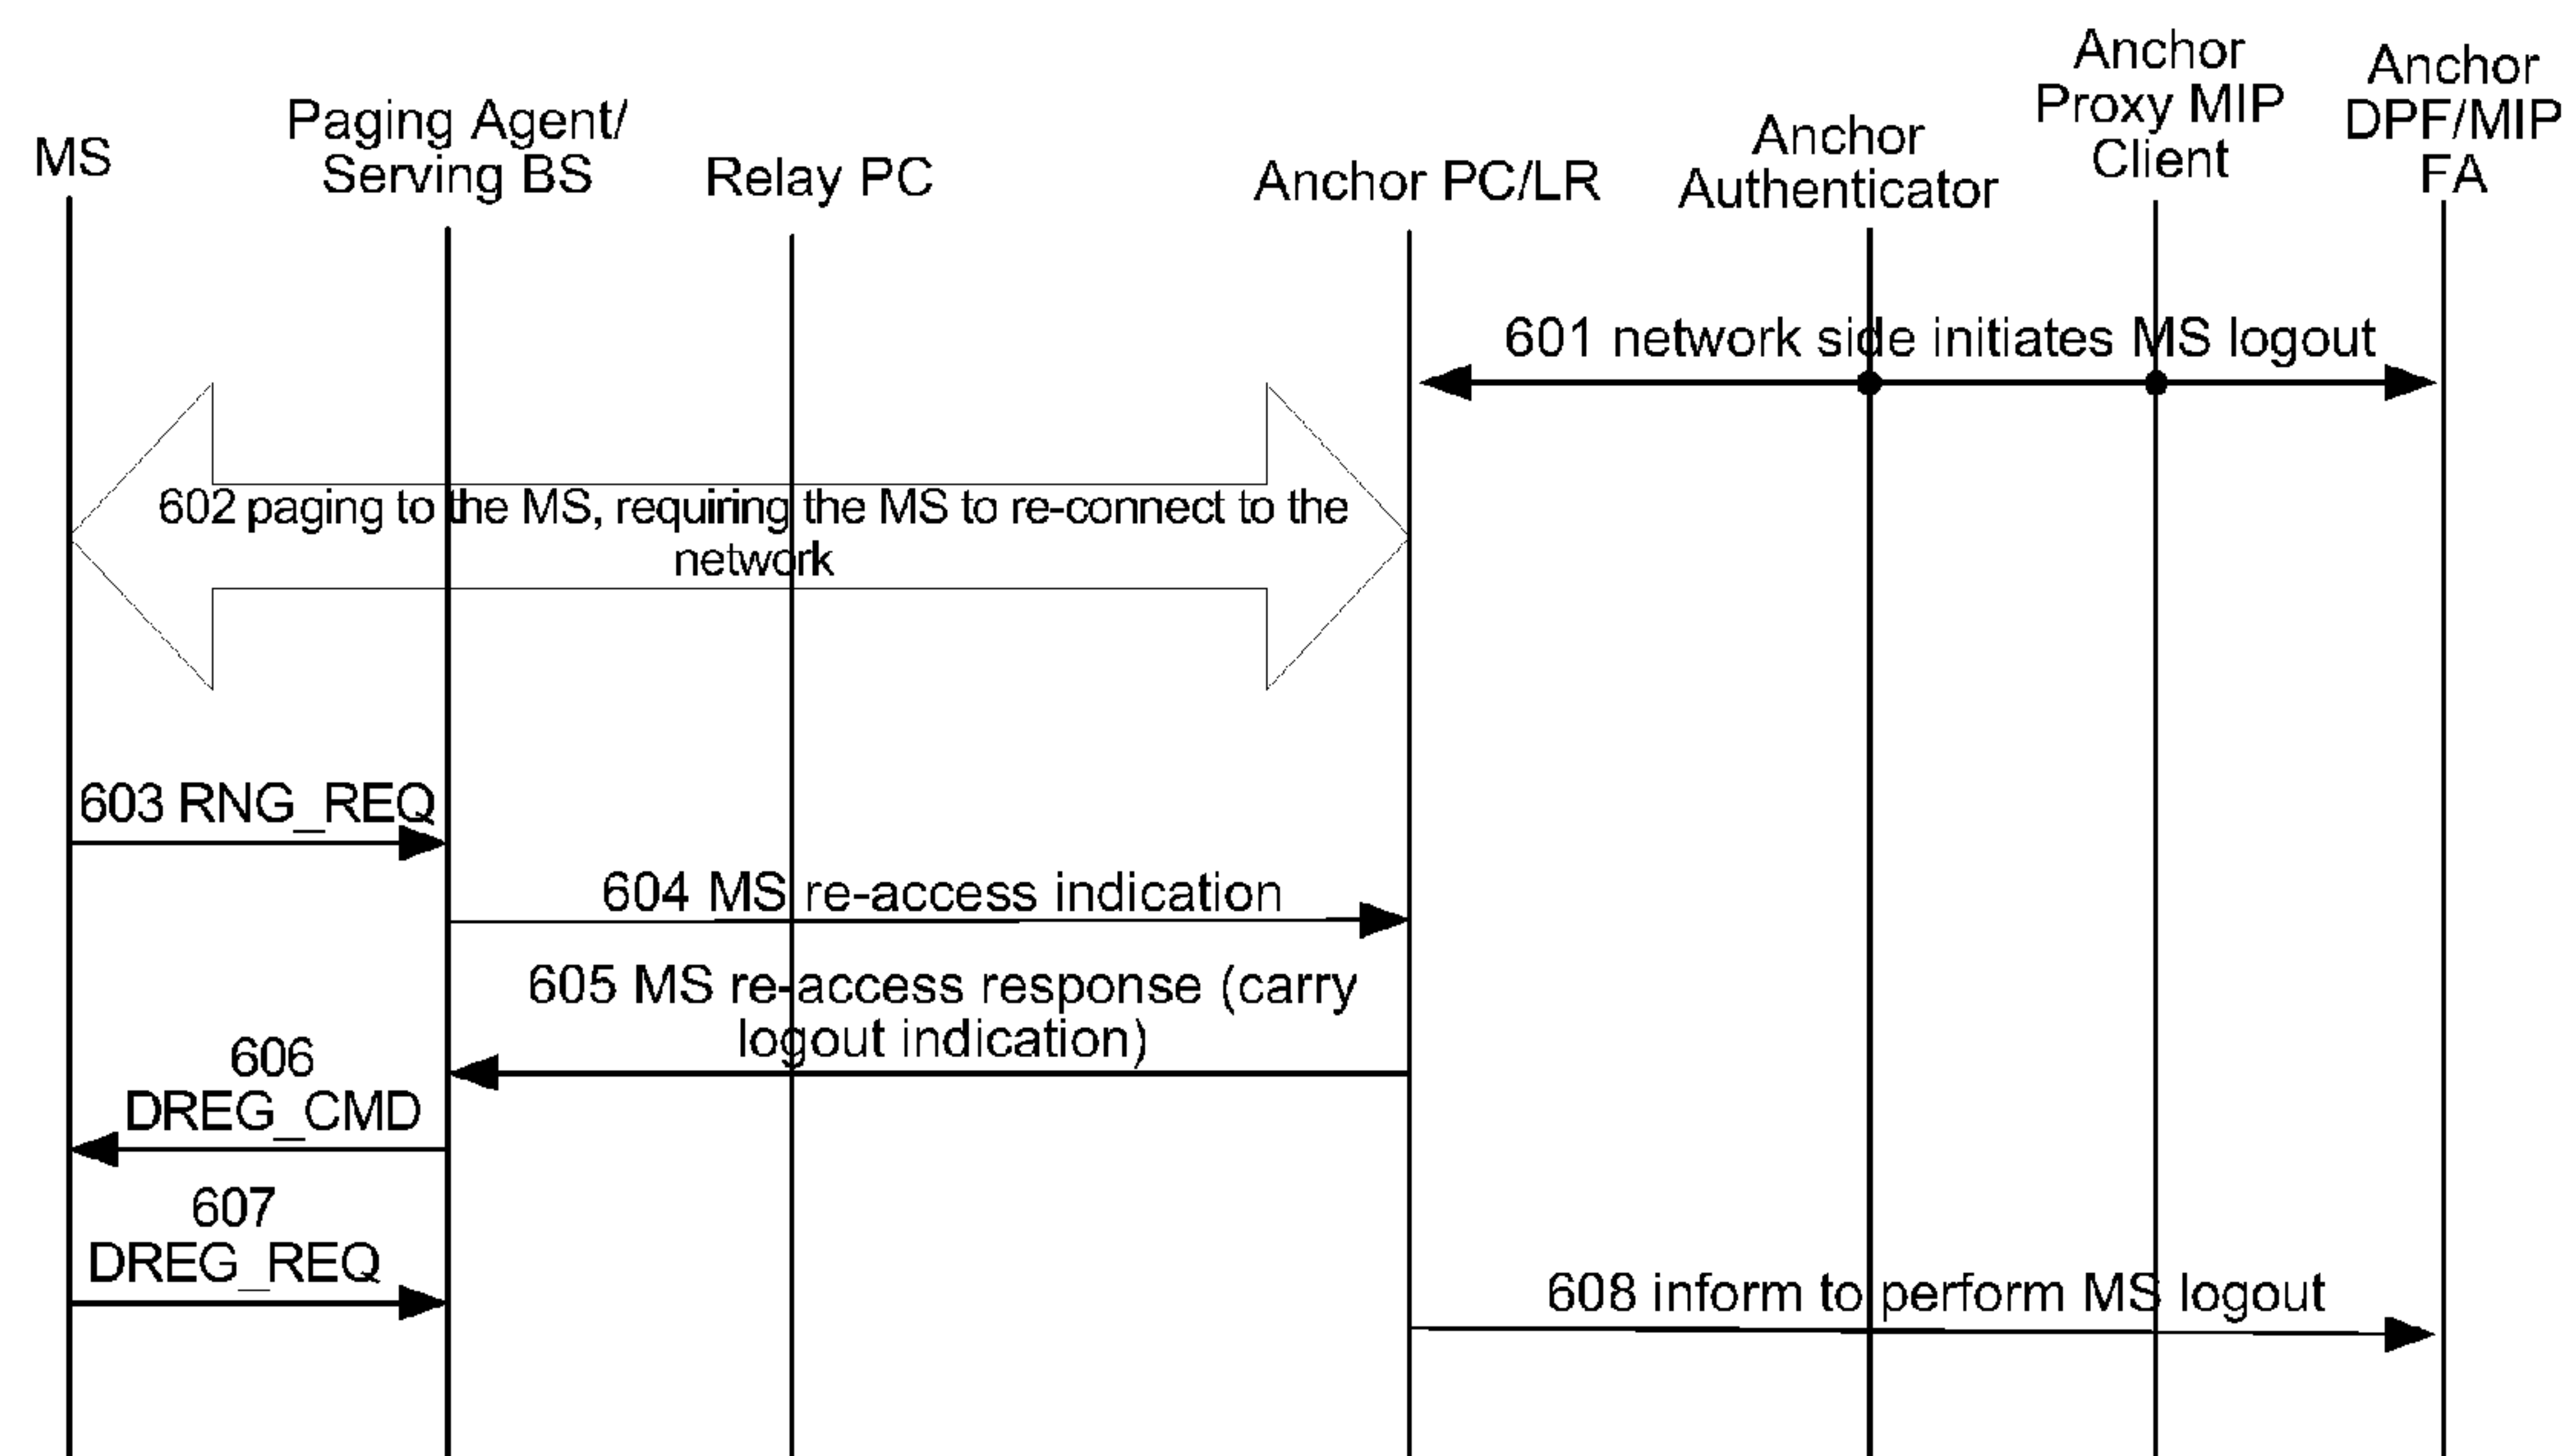 MS
Paging Agent/
Serving BS
Relay PC
Anchor PC/LR
Anchor
Authenticator
Anchor
Proxy MIP
Client
Anchor
DPF/MIP
FA
601 network side initiates MS logout
602 paging to the MS, requiring the MS to re-connect to the
network
603 RNG_REQ
604 MS re-access indication
605 MS re-access response (carry
logout indication)
606
DREG_CMD
607
DREG_REQ
608 inform to perform MS logout